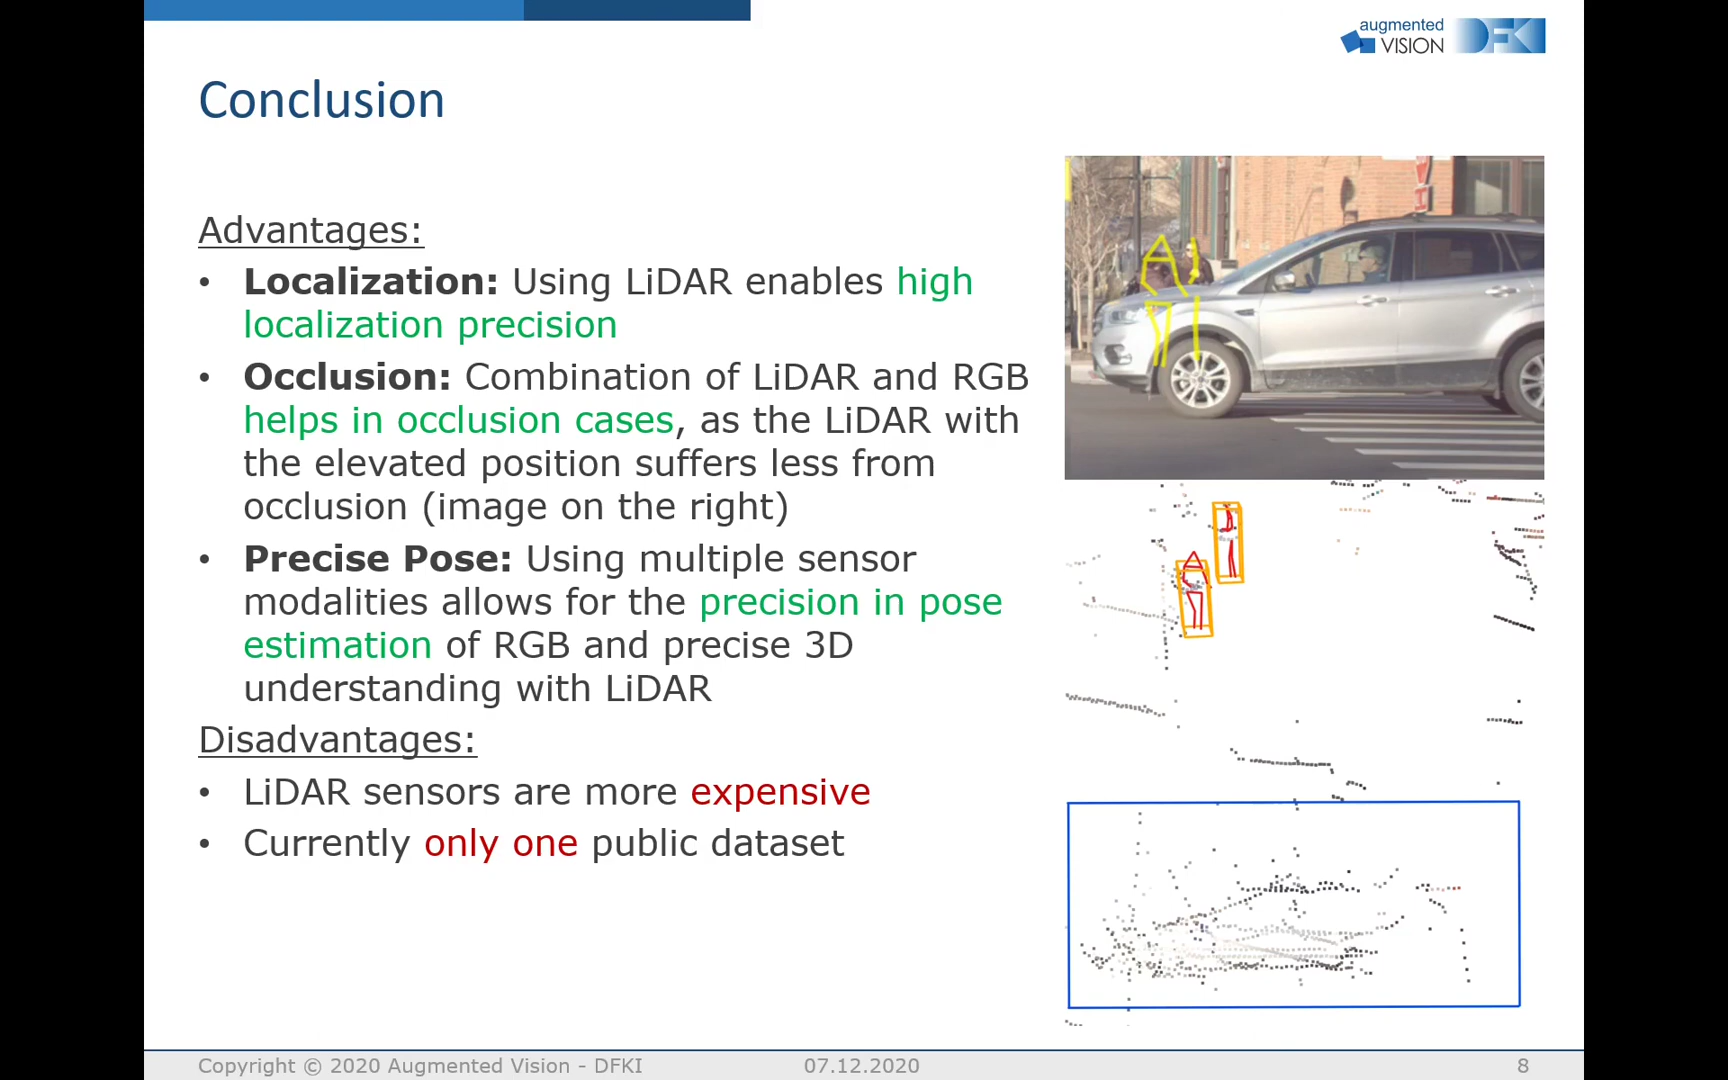 augmented
VISION
DFKI
Conclusion
Advantages:
• Localization: Using LiDAR enables high
localization precision
• Occlusion: Combination of LiDAR and RGB
helps in occlusion cases, as the LiDAR with
the elevated position suffers less from
occlusion (image on the right)
• Precise Pose: Using multiple sensor
modalities allows for the precision in pose
estimation of RGB and precise 3D
understanding with LiDAR
Disadvantages:
• LiDAR sensors are more expensive
• Currently only one public dataset
Copyright © 2020 Augmented Vision - DFKI
07.12.2020
8